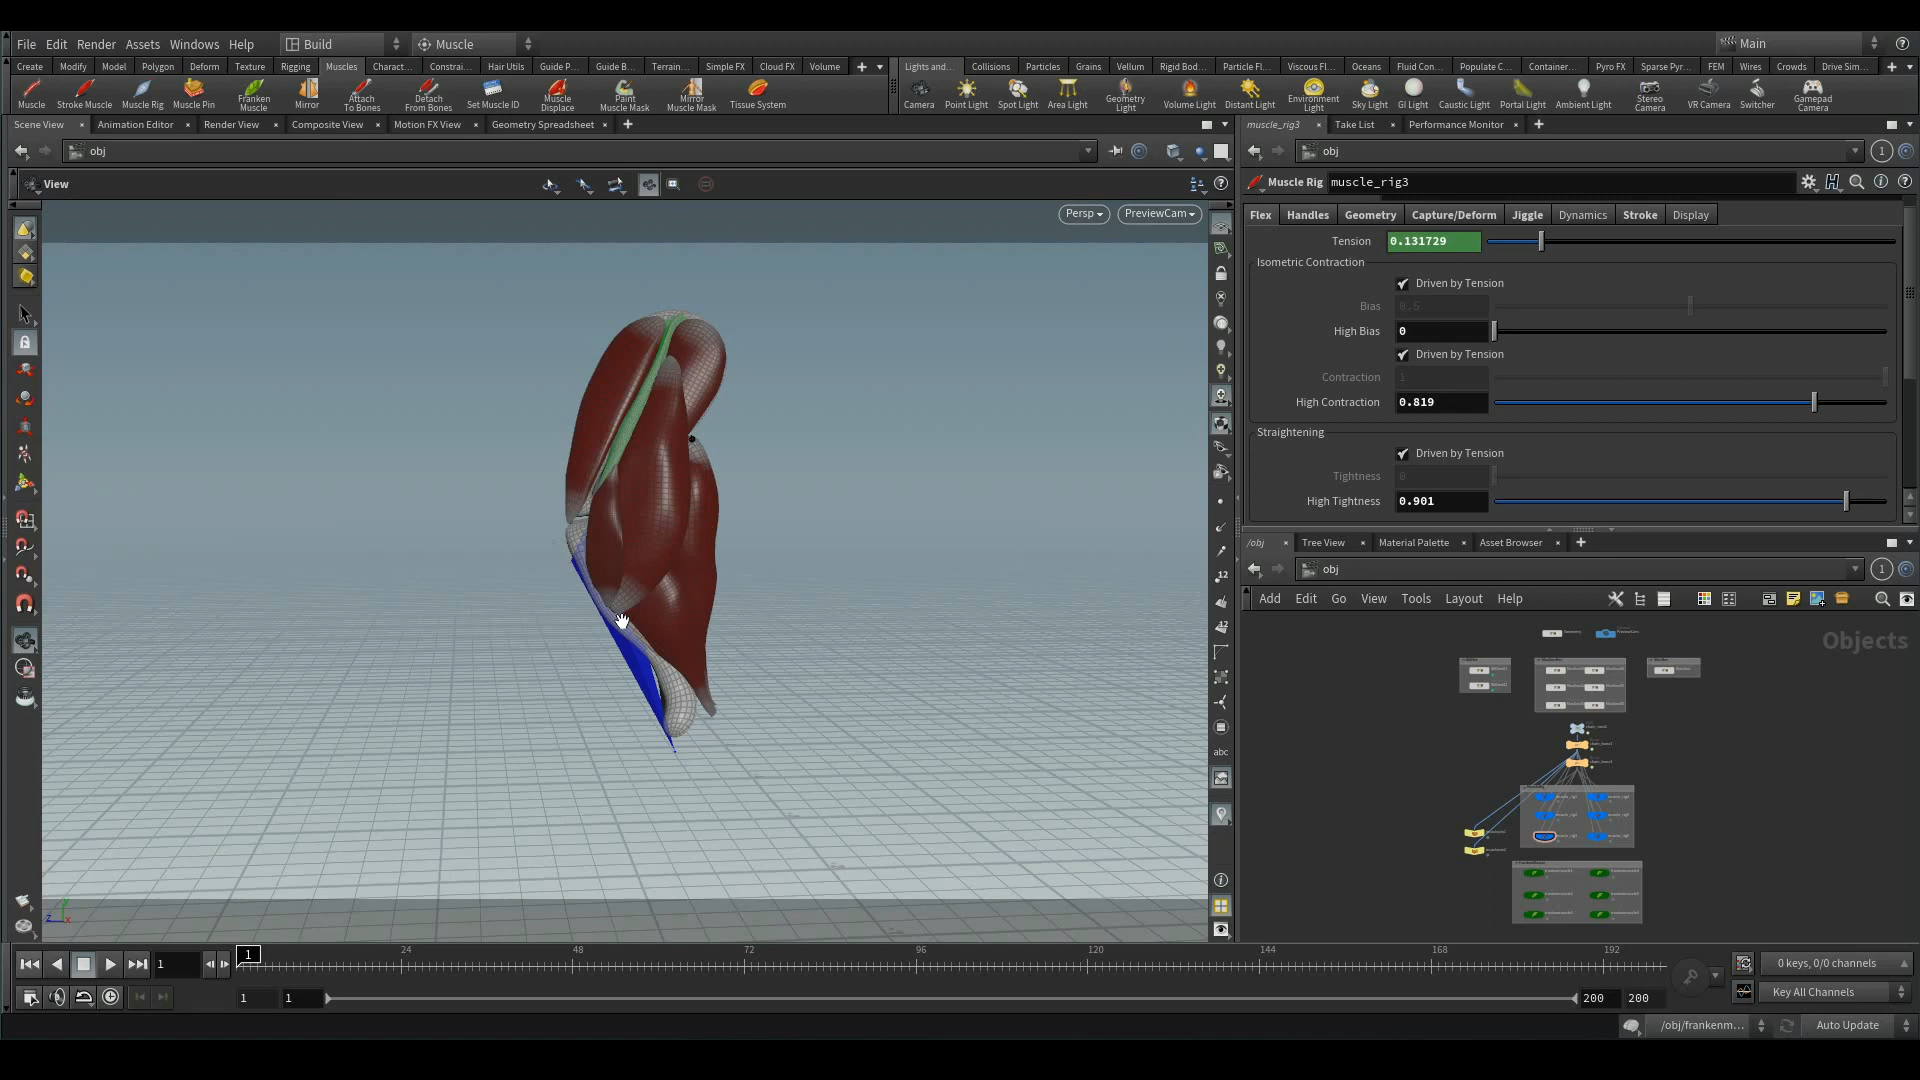 File Edit Render Assets Windows Help Build Muscle Main
Create Modify Model Polygon Deform Texture Rigging Muscles Charact... Constrai... Hair Utils Guide P... Guide B... Terrain... Simple FX Cloud FX Volume
Lights and... Collisions Particles Grains Vellum Rigid Bod... Particle Fl... Viscous Fl... Oceans Fluid Con... Populate C... Container... Pyro FX Sparse Pyr... FEM Wires Crowds Drive Sim...
Muscle Stroke Muscle Muscle Rig Muscle Pin Franken Muscle Mirror Attach To Bones Detach From Bones Set Muscle ID Muscle Displace Paint Muscle Mask Mirror Muscle Mask Tissue System
Camera Point Light Spot Light Area Light Geometry Light Volume Light Distant Light Environment Light Sky Light GI Light Caustic Light Portal Light Ambient Light Stereo Camera VR Camera Switcher Gamepad Camera
Scene View Animation Editor Render View Composite View Motion FX View Geometry Spreadsheet
muscle_rig3 Take List Performance Monitor
obj
obj
1
View
Muscle Rig muscle_rig3
Persp PreviewCam
Flex Handles Geometry Capture/Deform Jiggle Dynamics Stroke Display
Tension 0.131729
Isometric Contraction
Driven by Tension
Bias 0.5
High Bias 0
Driven by Tension
Contraction 1
High Contraction 0.819
Straightening
Driven by Tension
Tightness 0
High Tightness 0.901
/obj Tree View Material Palette Asset Browser
obj
1
Add Edit Go View Tools Layout Help
Objects
12
12
abc
z y x
1
1
24 48 72 96 120 144 168 192
0 keys, 0/0 channels
1 1 200 200
Key All Channels
/obj/frankenm... Auto Update